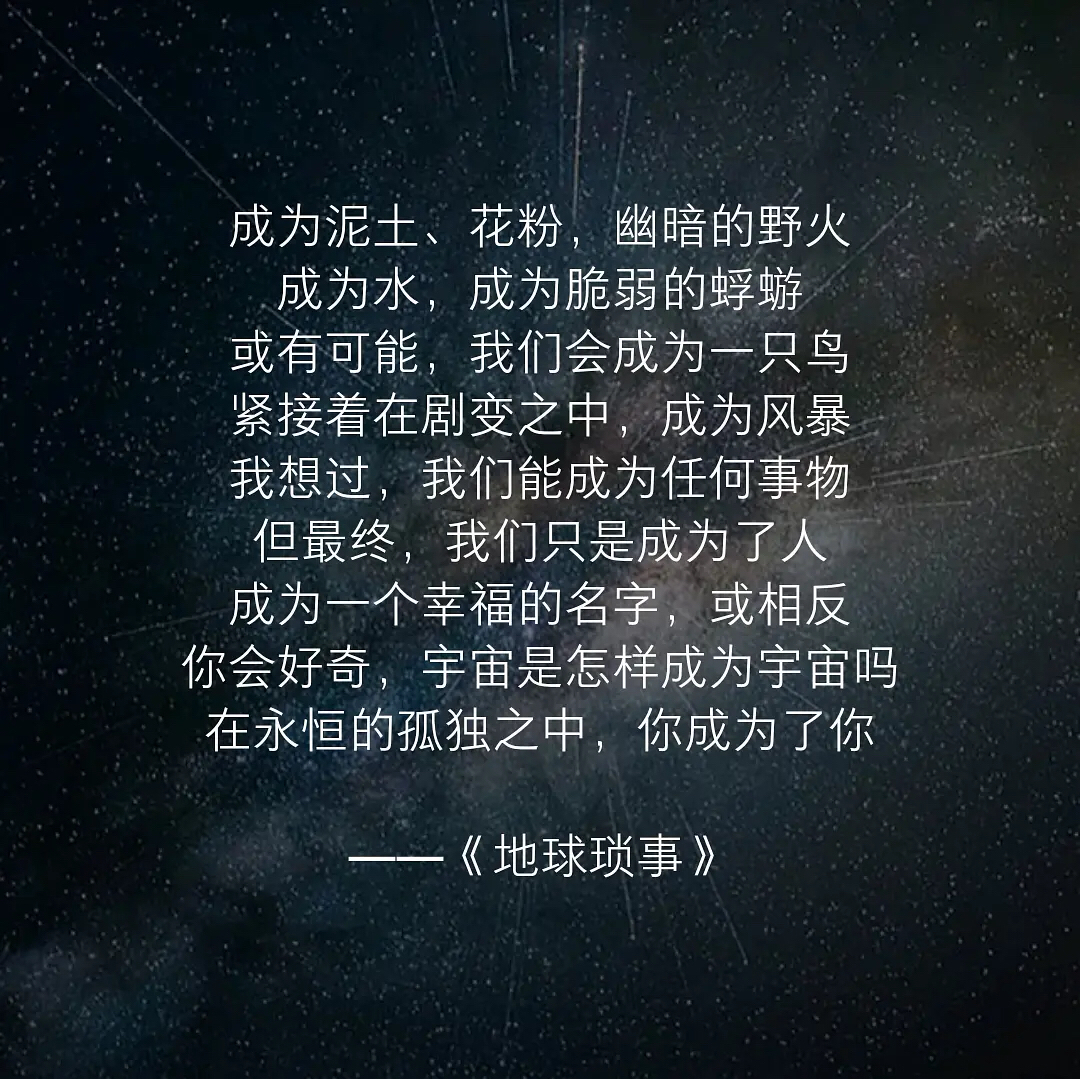 成为泥土、花粉，幽暗的野火
成为水，成为脆弱的蜉蝣
或有可能，我们会成为一只鸟
紧接着在剧变之中，成为风暴
我想过，我们能成为任何事物
但最终，我们只是成为了人
成为一个幸福的名字，或相反
你会好奇，宇宙是怎样成为宇宙吗
在永恒的孤独之中，你成为了你
——《地球琐事》